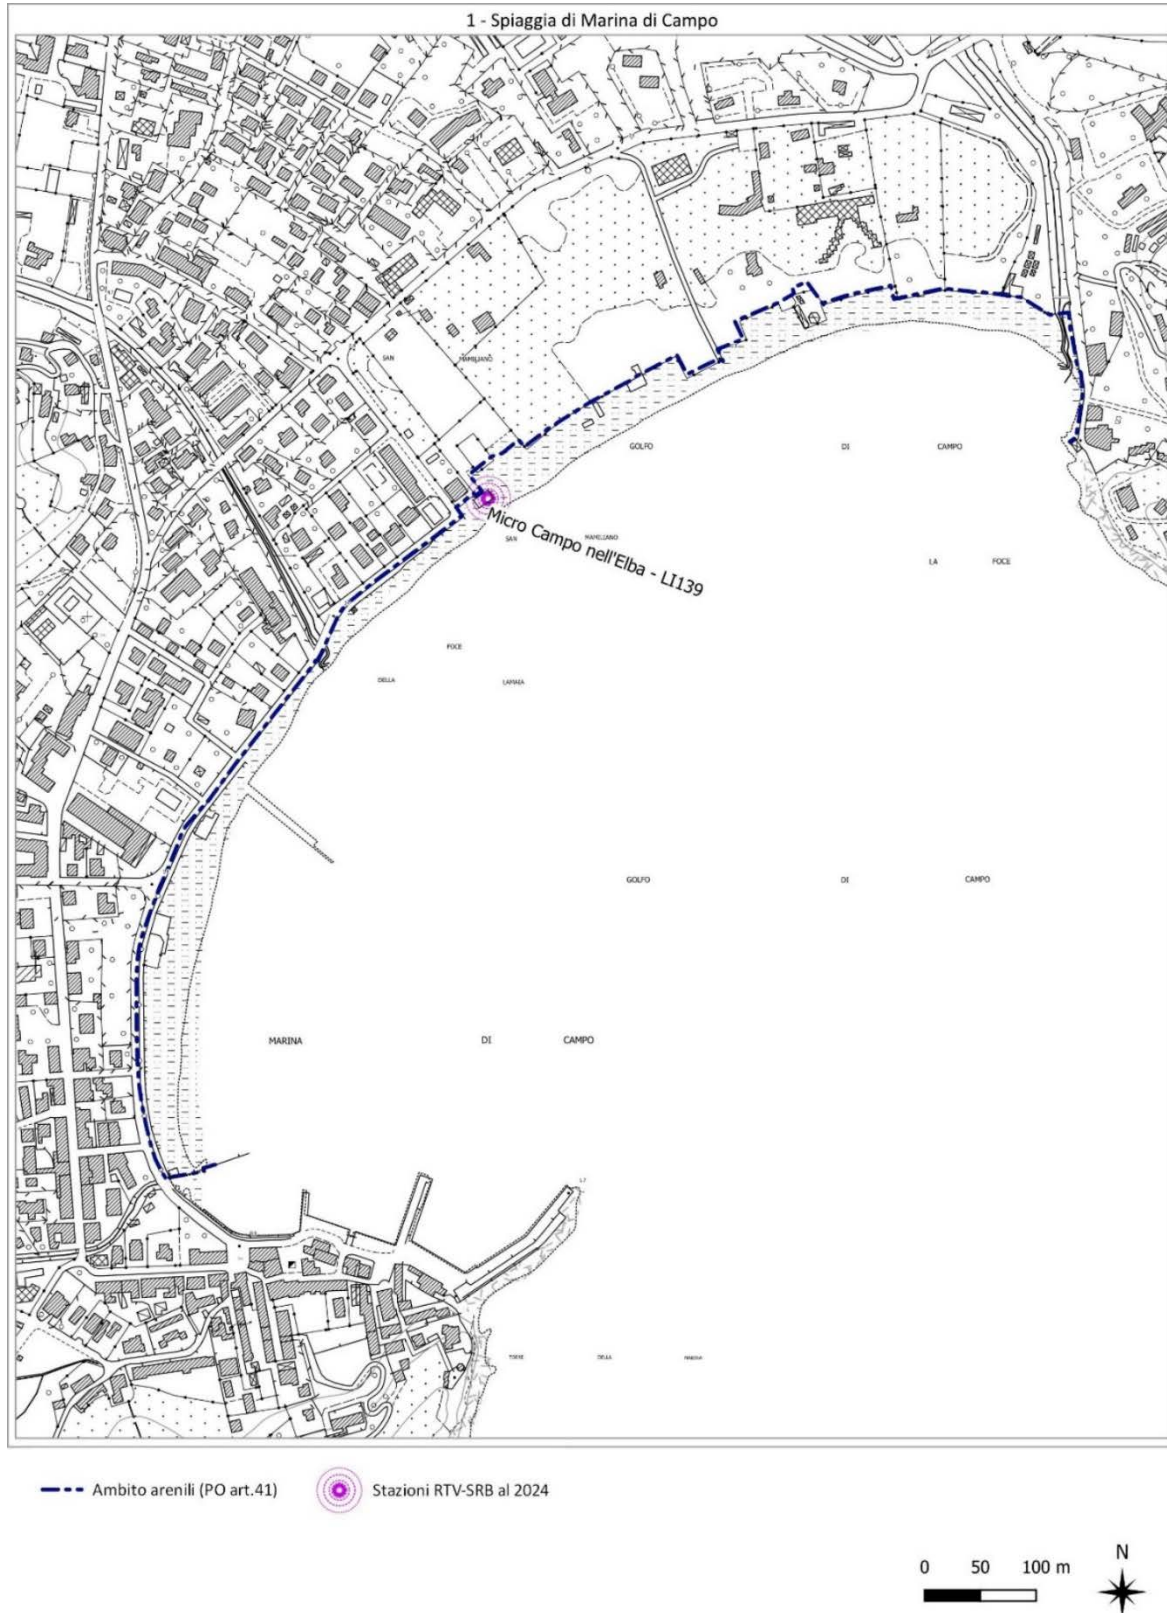 1 - Spiaggia di Marina di Campo
SAN MAMILIANO
GOLFO DI CAMPO
Micro Campo nell'Elba - LI139
SAN MAMILIANO
LA FOCE
FOCE
DELLA LAMAIA
GOLFO DI CAMPO
MARINA DI CAMPO
TORRE DELLA
Ambito arenili (PO art.41)
Stazioni RTV-SRB al 2024
0 50 100 m
N